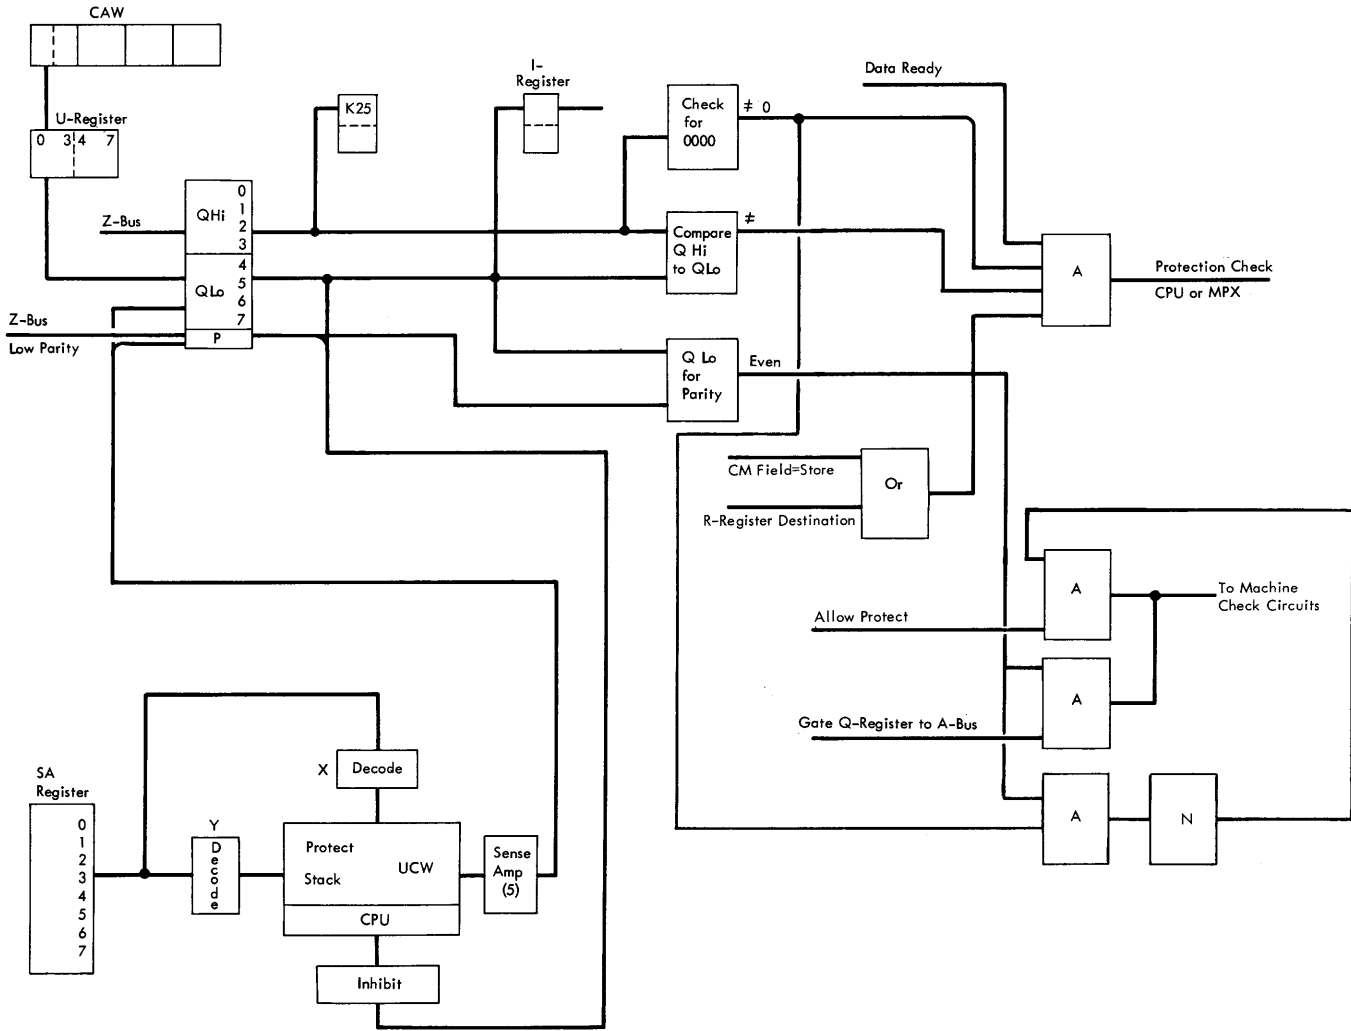 CAW
U-Register
0 3 4 7
I-
Register
K25
Check
for
0000
≠ 0
Data Ready
Z-Bus
QHi
0
1
2
3
QLo
4
5
6
7
P
Z-Bus
Low Parity
Compare
Q Hi
to QLo
≠
A
Protection Check
CPU or MPX
Q Lo
for
Parity
Even
CM Field=Store
Or
R-Register Destination
A
To Machine
Check Circuits
Allow Protect
A
Gate Q-Register to A-Bus
A
N
SA
Register
0
1
2
3
4
5
6
7
X
Decode
Y
Decode
Protect
Stack
UCW
CPU
Sense
Amp
(5)
Inhibit